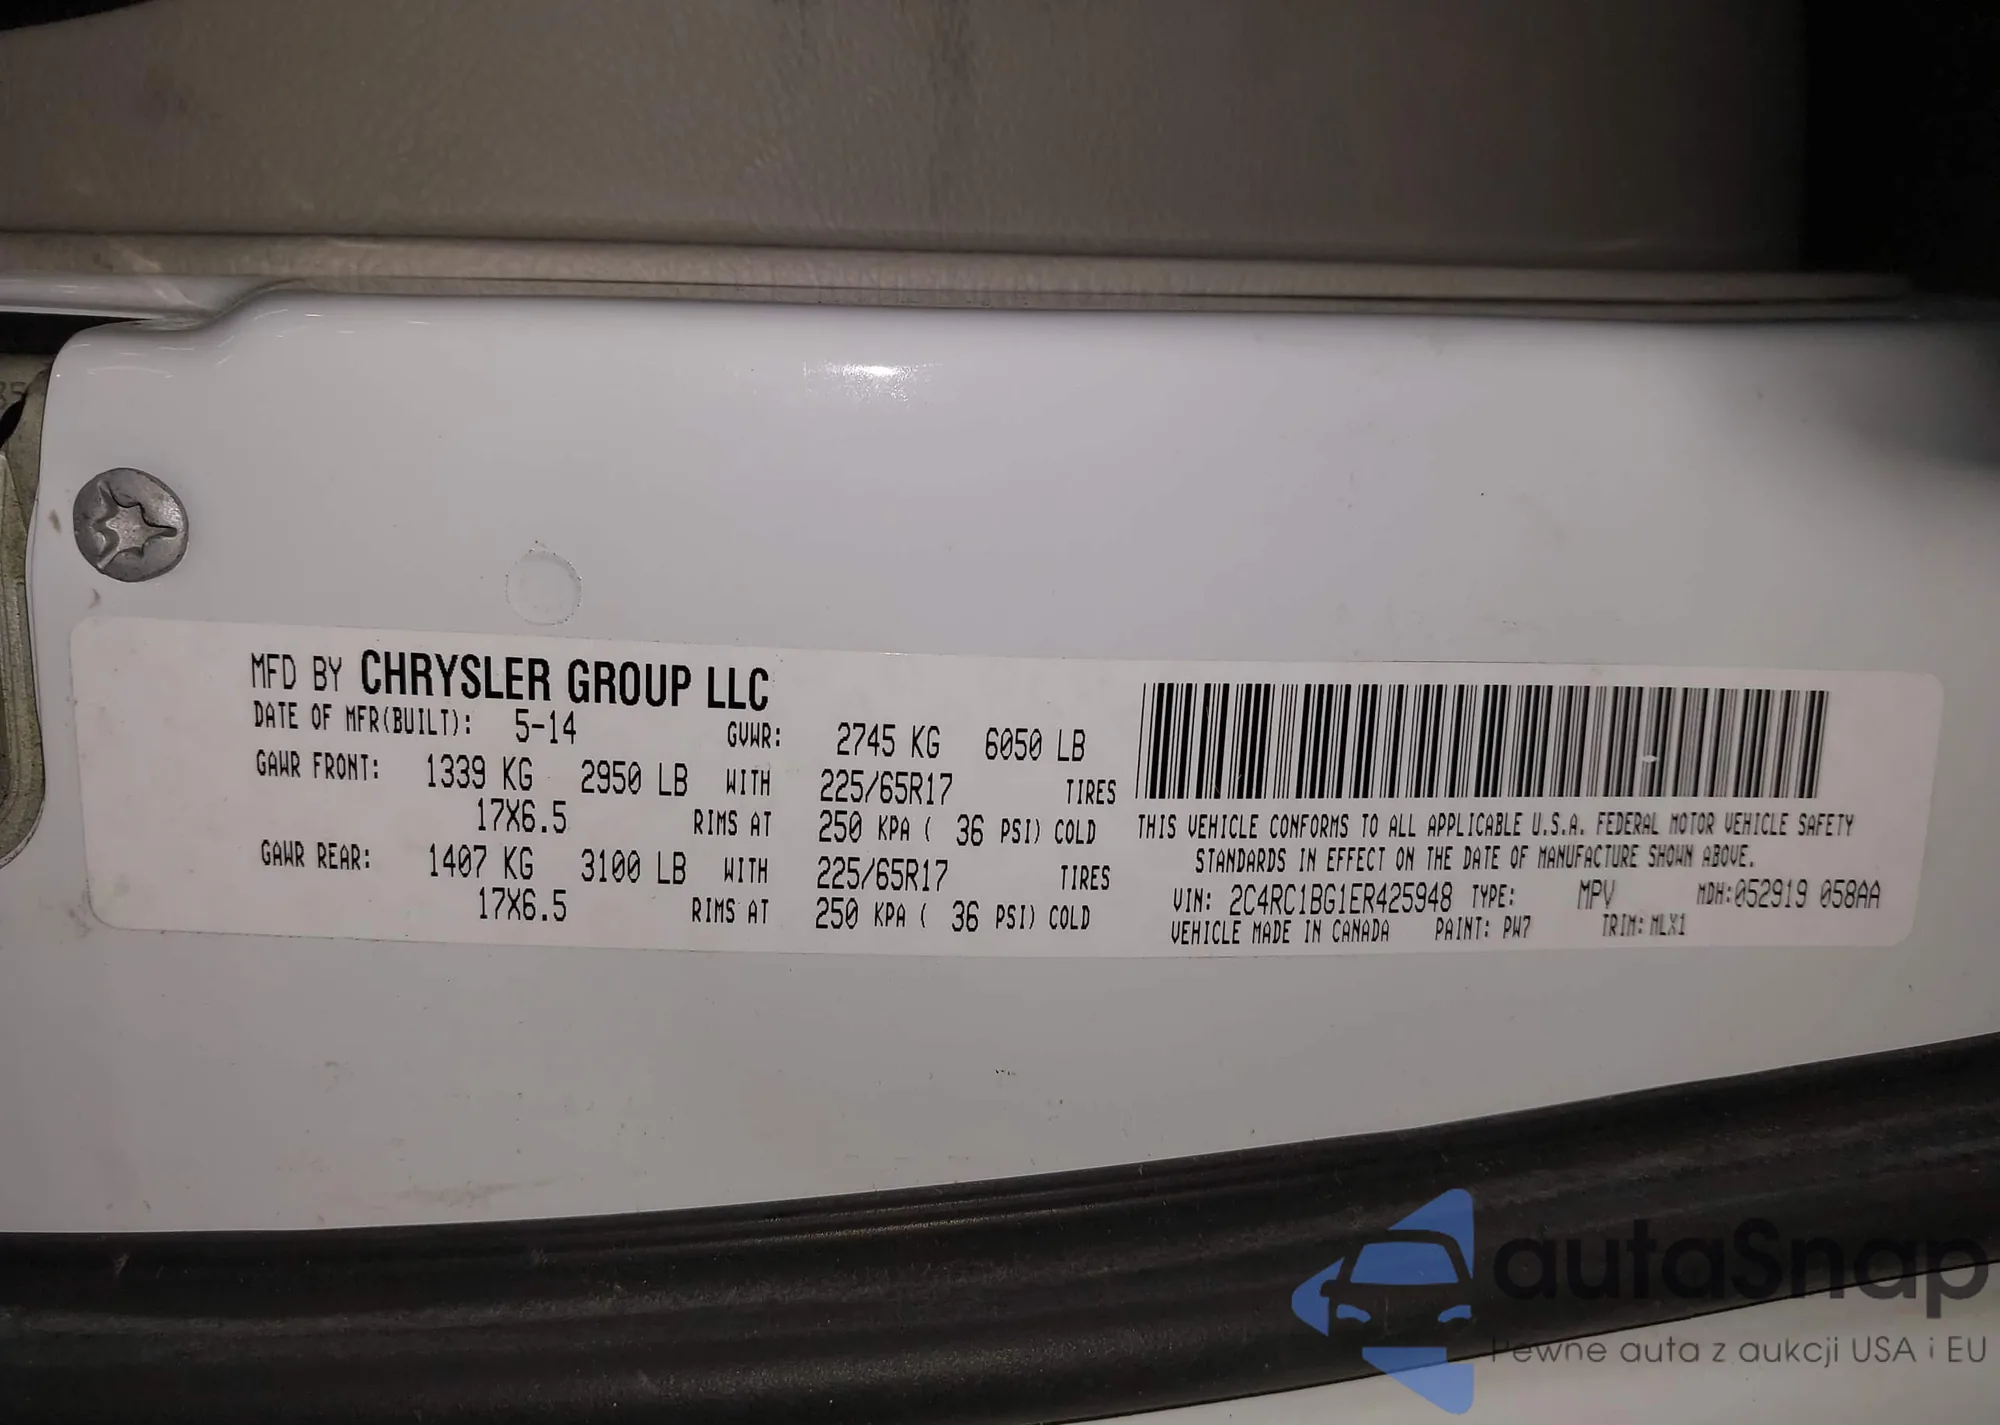 MFD BY CHRYSLER GROUP LLC
DATE OF MFR(BUILT): 5-14 GVWR: 2745 KG 6050 LB
GAWR FRONT: 1339 KG 2950 LB WITH 225/65R17 TIRES
17X6.5 RIMS AT 250 KPA ( 36 PSI) COLD
GAWR REAR: 1407 KG 3100 LB WITH 225/65R17 TIRES
17X6.5 RIMS AT 250 KPA ( 36 PSI) COLD
THIS VEHICLE CONFORMS TO ALL APPLICABLE U.S.A. FEDERAL MOTOR VEHICLE SAFETY
STANDARDS IN EFFECT ON THE DATE OF MANUFACTURE SHOWN ABOVE.
VIN: 2C4RC1BG1ER425948 TYPE: MPV MDH:052919 058AA
VEHICLE MADE IN CANADA PAINT: PW7 TRIM: MLX1
autaSnap
Pewne auta z aukcji USA i EU